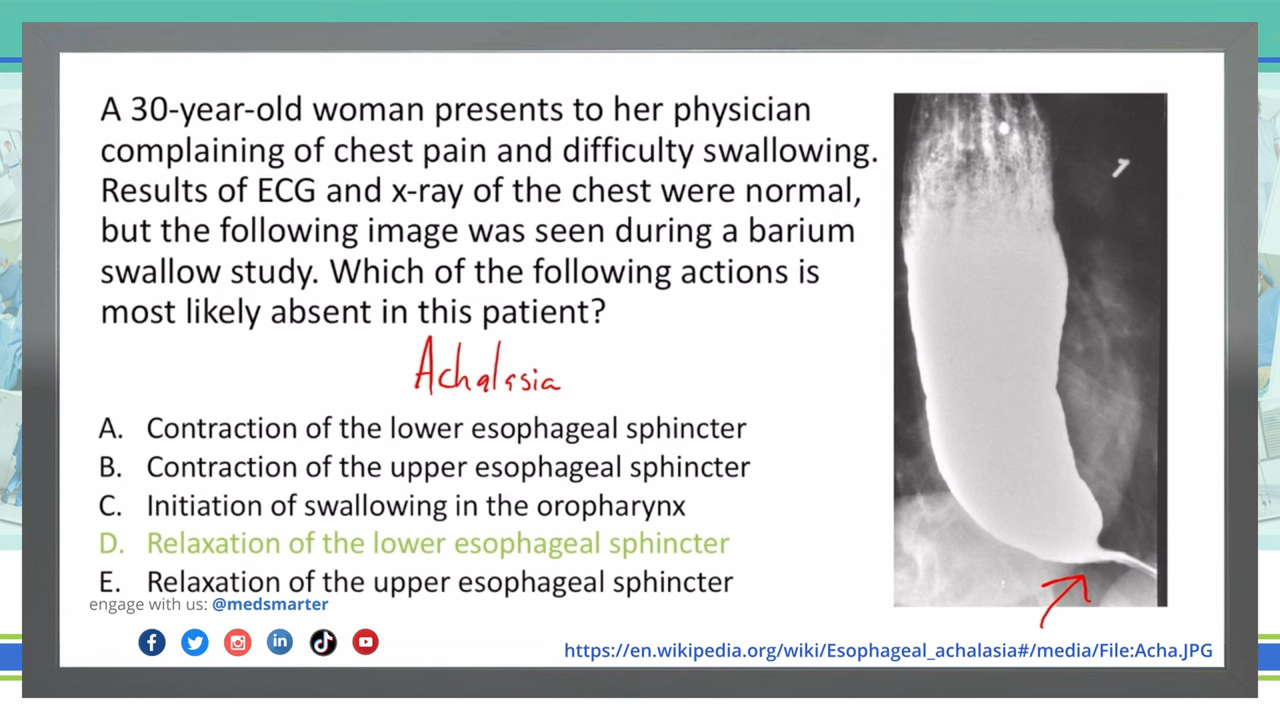 A 30-year-old woman presents to her physician
complaining of chest pain and difficulty swallowing.
Results of ECG and x-ray of the chest were normal,
but the following image was seen during a barium
swallow study. Which of the following actions is
most likely absent in this patient?
Achalasia
A. Contraction of the lower esophageal sphincter
B. Contraction of the upper esophageal sphincter
C. Initiation of swallowing in the oropharynx
D. Relaxation of the lower esophageal sphincter
E. Relaxation of the upper esophageal sphincter
engage with us: @medsmarter
https://en.wikipedia.org/wiki/Esophageal_achalasia#/media/File:Acha.JPG